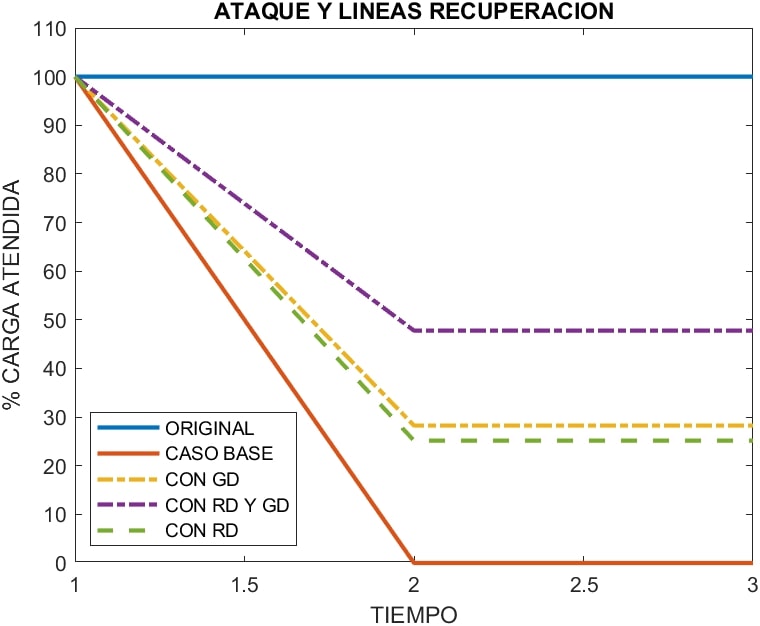 ATAQUE Y LINEAS RECUPERACION
110
100
90
80
70
60
50
40
30
20
10
0
% CARGA ATENDIDA
ORIGINAL
CASO BASE
CON GD
CON RD Y GD
CON RD
1
1.5
2
2.5
3
TIEMPO